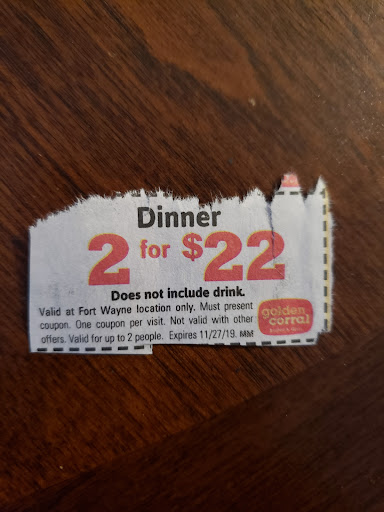 Dinner
2 for $22
Does not include drink.
Valid at Fort Wayne location only. Must present
coupon. One coupon per visit. Not valid with other
offers. Valid for up to 2 people. Expires 11/27/19. MM
golden
corral